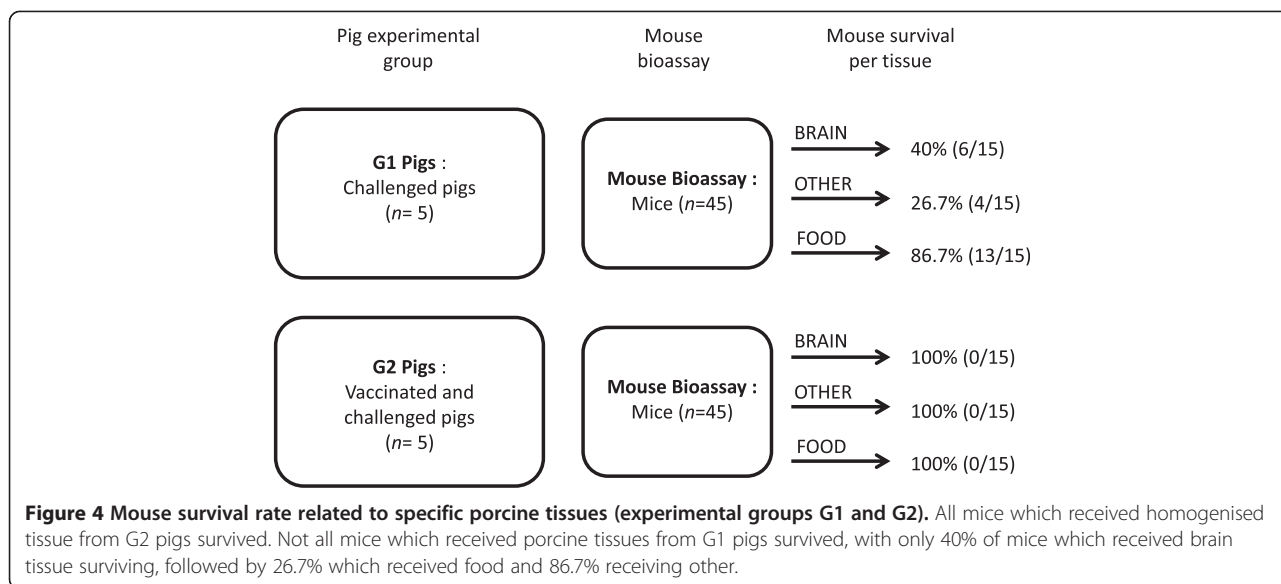 Pig experimental
group
Mouse
bioassay
Mouse survival
per tissue
G1 Pigs :
Challenged pigs
(n= 5)
Mouse Bioassay :
Mice (n=45)
BRAIN
40% (6/15)
OTHER
26.7% (4/15)
FOOD
86.7% (13/15)
G2 Pigs :
Vaccinated and
challenged pigs
(n= 5)
Mouse Bioassay :
Mice (n=45)
BRAIN
100% (0/15)
OTHER
100% (0/15)
FOOD
100% (0/15)
Figure 4 Mouse survival rate related to specific porcine tissues (experimental groups G1 and G2). All mice which received homogenised
tissue from G2 pigs survived. Not all mice which received porcine tissues from G1 pigs survived, with only 40% of mice which received brain
tissue surviving, followed by 26.7% which received food and 86.7% receiving other.